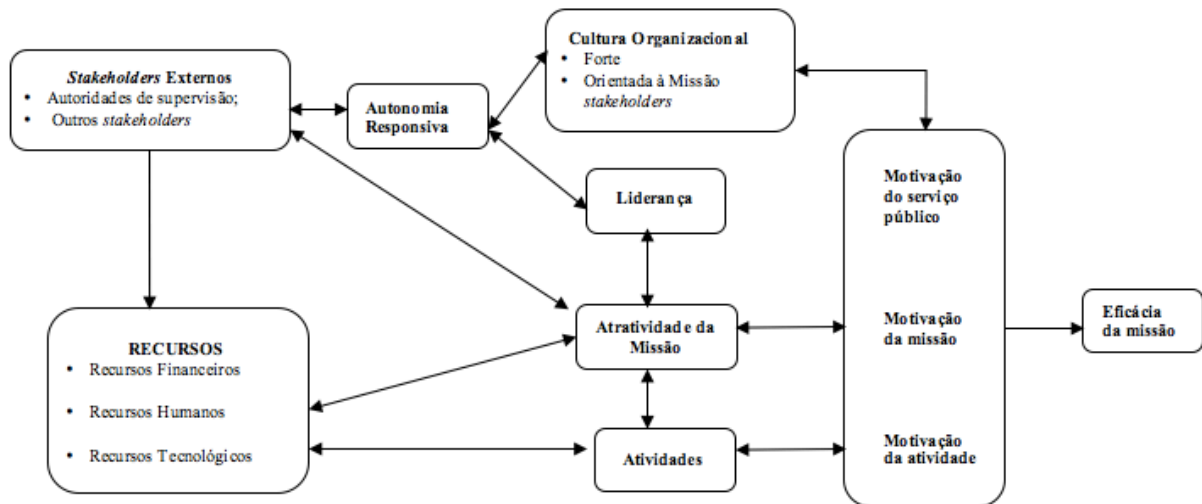 Stakeholders Externos
• Autoridades de supervisão;
• Outros stakeholders
Autonomia
Responsiva
Cultura Organizacional
• Forte
• Orientada à Missão
stakeholders
Liderança
Motivação
do serviço
público
RECURSOS
• Recursos Financeiros
• Recursos Humanos
• Recursos Tecnológicos
Atratividade da
Missão
Motivação
da missão
Eficácia
da missão
Atividades
Motivação
da atividade